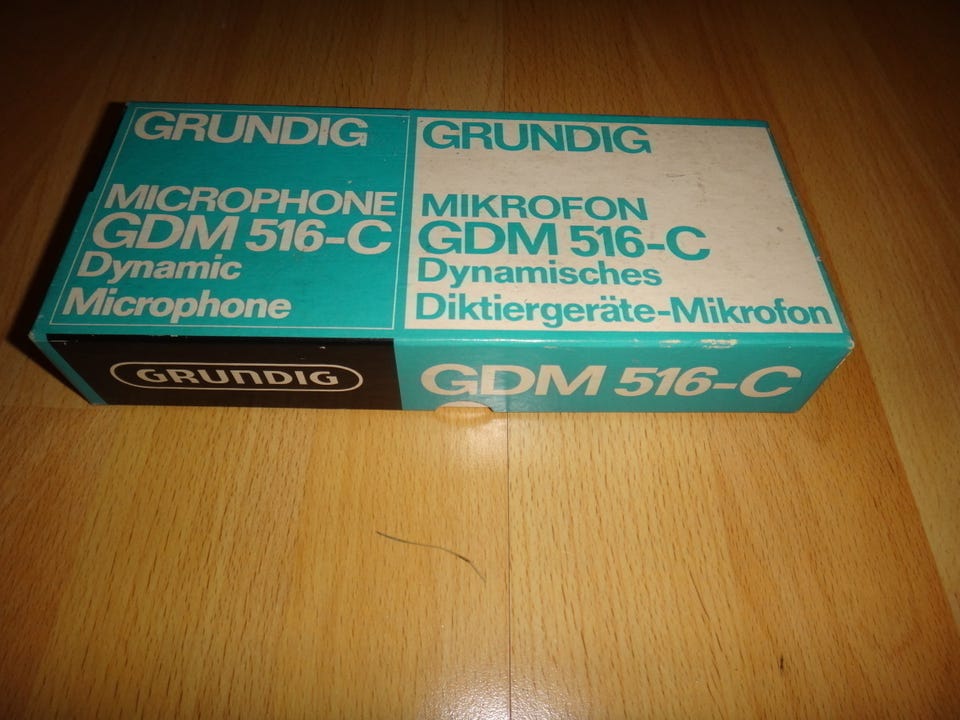 GRUNDIG
MICROPHONE
GDM 516-C
Dynamic
Microphone
GRUNDIG
MIKROFON
GDM 516-C
Dynamisches
Diktiergeräte-Mikrofon
GRUNDIG
GDM 516-C